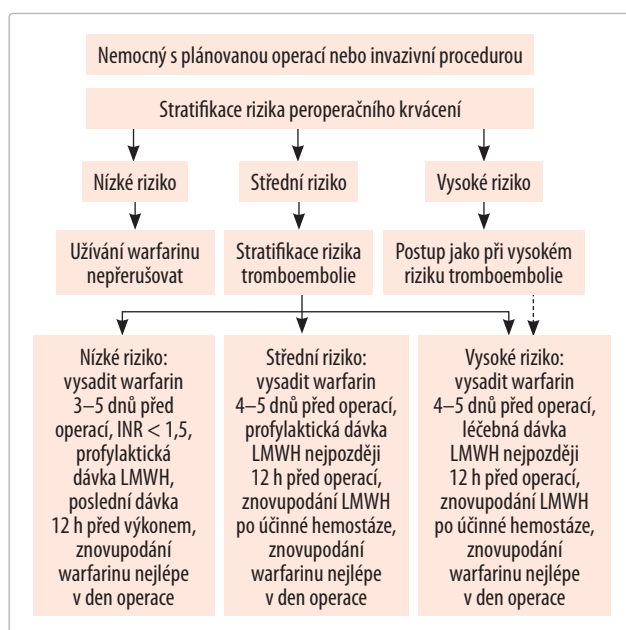 Nemocný s plánovanou operací nebo invazivní procedurou
Stratifikace rizika peroperačního krvácení
Nízké riziko
Střední riziko
Vysoké riziko
Užívání warfarinu
nepřerušovat
Stratifikace rizika
tromboembolie
Postup jako při vysokém
riziku tromboembolie
Nízké riziko:
vysadit warfarin
3–5 dnů před
operací, INR < 1,5,
profylaktická
dávka LMWH,
poslední dávka
12 h před výkonem,
znovupodání
warfarinu nejlépe
v den operace
Střední riziko:
vysadit warfarin
4–5 dnů před operací,
profylaktická dávka
LMWH nejpozději
12 h před operací,
znovupodání LMWH
po účinné hemostáze,
znovupodání
warfarinu nejlépe
v den operace
Vysoké riziko:
vysadit warfarin
4–5 dnů před operací,
léčebná dávka
LMWH nejpozději
12 h před operací,
znovupodání LMWH
po účinné hemostáze,
znovupodání
warfarinu nejlépe
v den operace